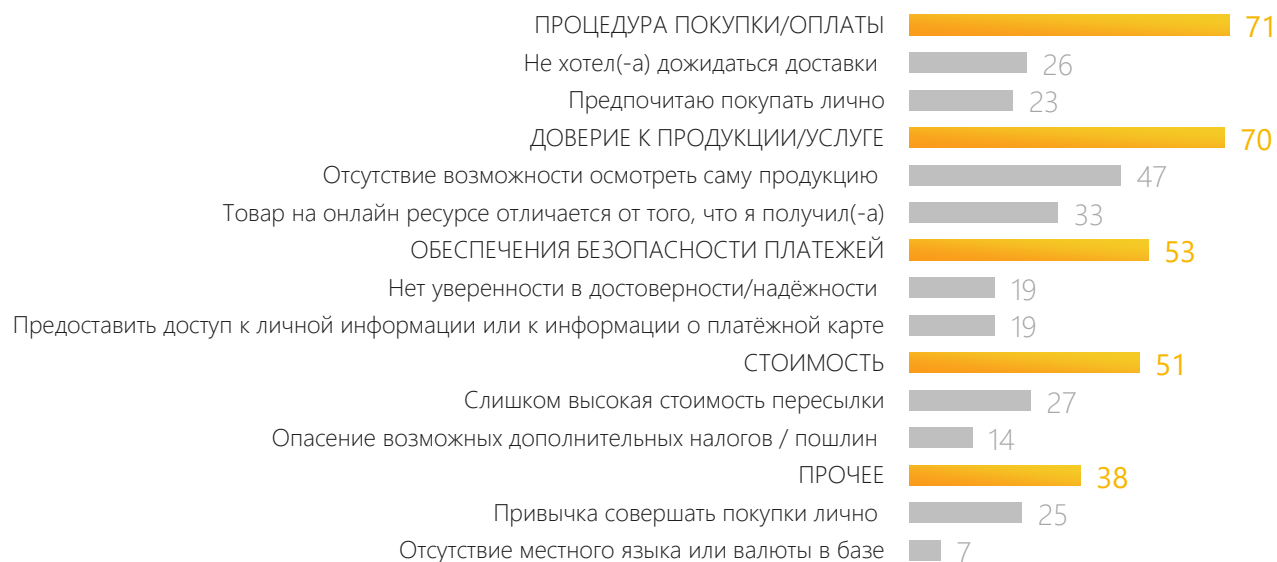 ПРОЦЕДУРА ПОКУПКИ/ОПЛАТЫ 71
Не хотел(-а) дожидаться доставки 26
Предпочитаю покупать лично 23
ДОВЕРИЕ К ПРОДУКЦИИ/УСЛУГЕ 70
Отсутствие возможности осмотреть саму продукцию 47
Товар на онлайн ресурсе отличается от того, что я получил(-а) 33
ОБЕСПЕЧЕНИЯ БЕЗОПАСНОСТИ ПЛАТЕЖЕЙ 53
Нет уверенности в достоверности/надёжности 19
Предоставить доступ к личной информации или к информации о платёжной карте 19
СТОИМОСТЬ 51
Слишком высокая стоимость пересылки 27
Опасение возможных дополнительных налогов / пошлин 14
ПРОЧЕЕ 38
Привычка совершать покупки лично 25
Отсутствие местного языка или валюты в базе 7